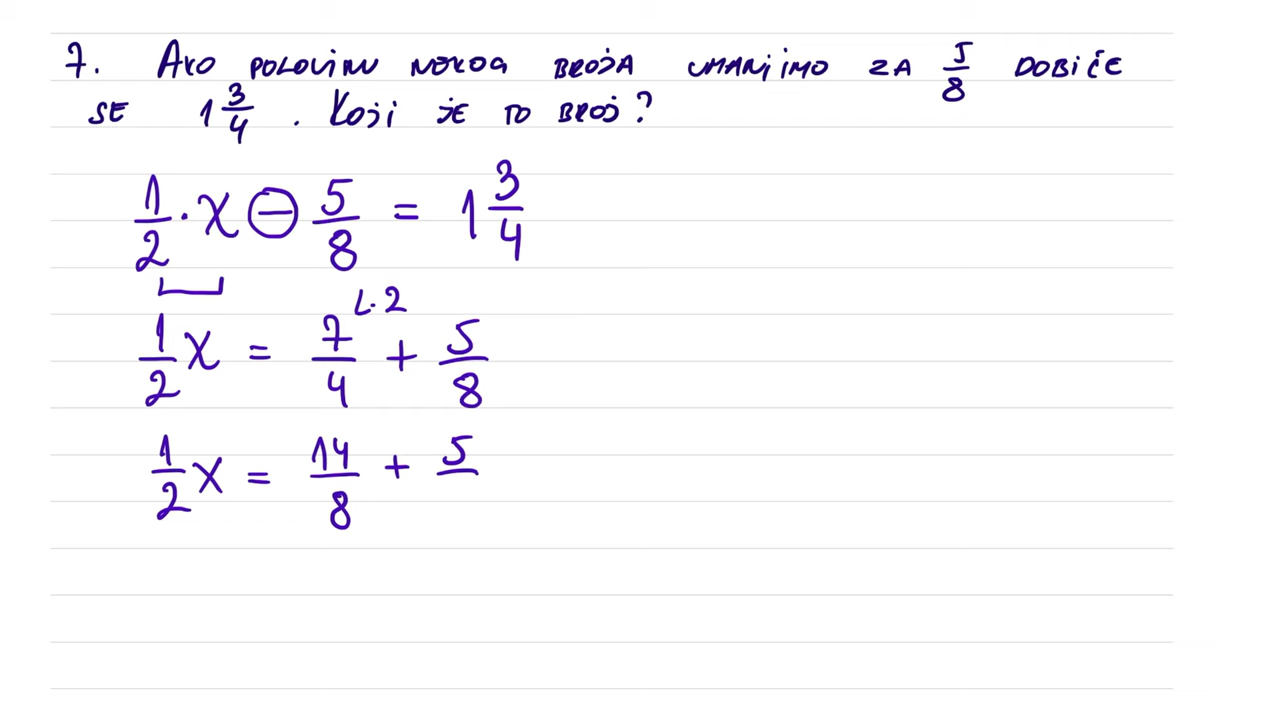 7. AKO POLOVINU NEKOG BROJA UMANJIMO ZA 5/8 DOBIĆE
SE 1 3/4. KOJI JE TO BROJ?
1/2 · x ⊖ 5/8 = 1 3/4
1/2 x = 7/4 ∟·2 + 5/8
1/2 x = 14/8 + 5/